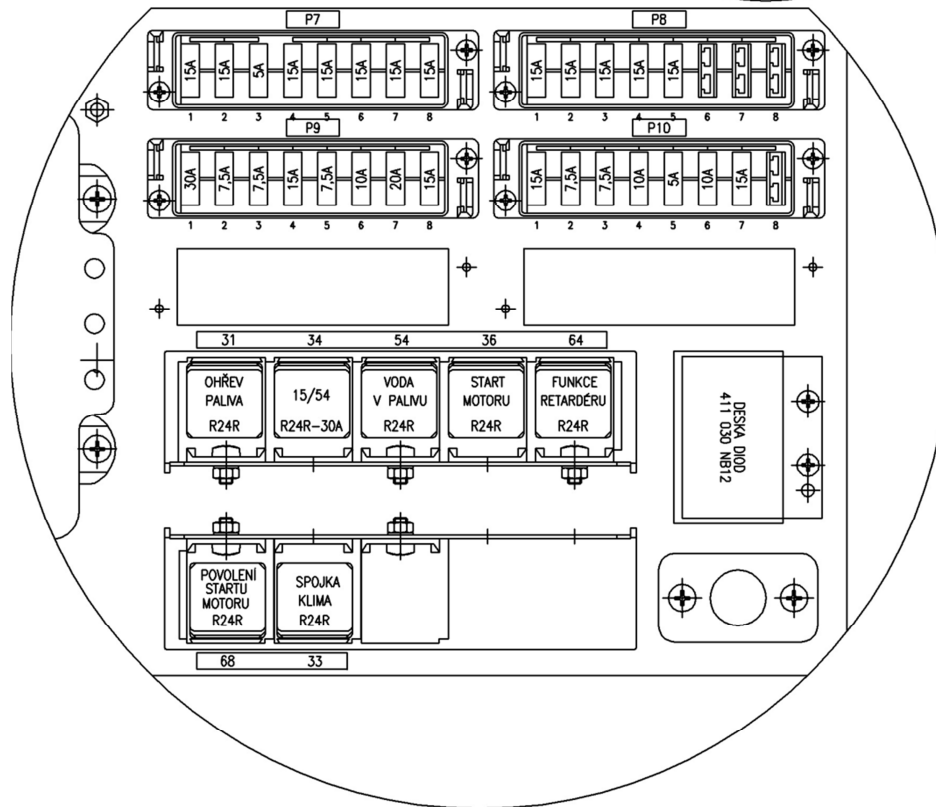 P7 P8
15A 15A 5A 15A 15A 15A 15A 15A 15A 15A 15A 15A 15A
1 2 3 4 5 6 7 8 1 2 3 4 5 6 7 8
P9 P10
30A 7,5A 7,5A 15A 7,5A 10A 20A 15A 15A 7,5A 7,5A 10A 5A 10A 15A
1 2 3 4 5 6 7 8 1 2 3 4 5 6 7 8
31 34 54 36 64
OHŘEV
PALIVA
R24R
15/54
R24R-30A
VODA
V PALIVU
R24R
START
MOTORU
R24R
FUNKCE
RETARDÉRU
R24R
DESKA DIOD
411 030 NB12
POVOLENÍ
STARTU
MOTORU
R24R
SPOJKA
KLIMA
R24R
68 33